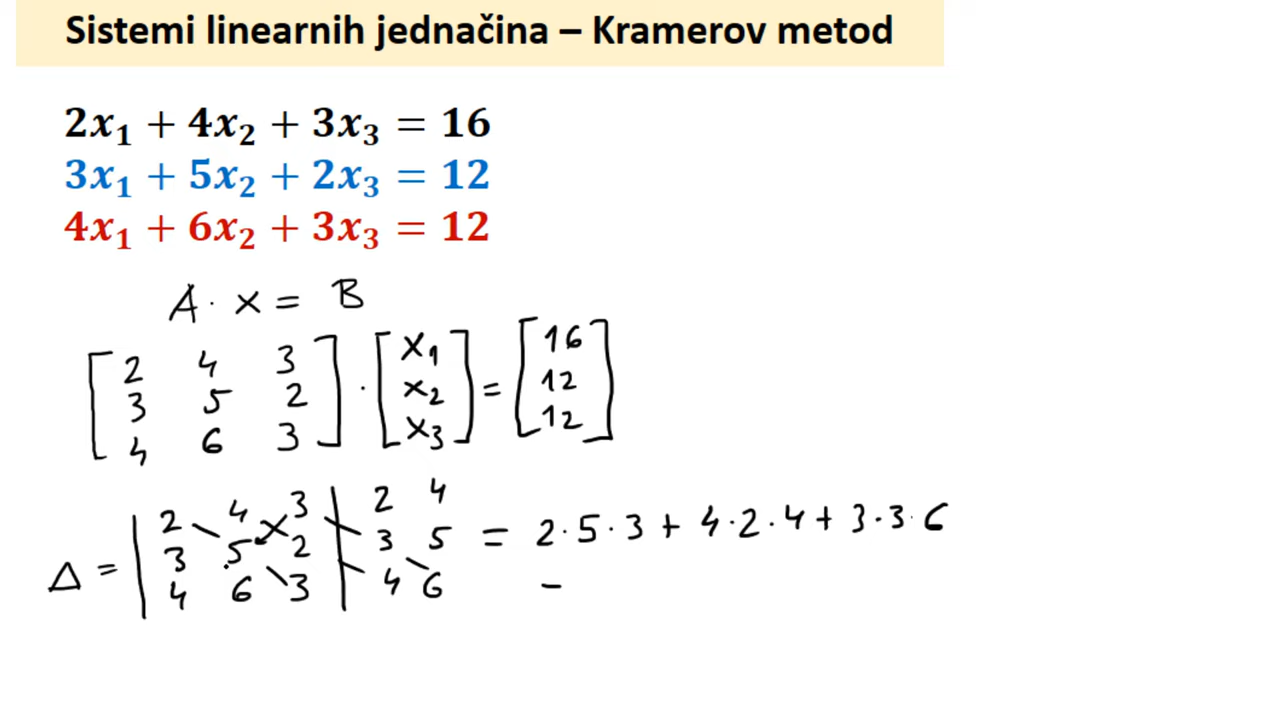 Sistemi linearnih jednačina – Kramerov metod
2x₁ + 4x₂ + 3x₃ = 16
3x₁ + 5x₂ + 2x₃ = 12
4x₁ + 6x₂ + 3x₃ = 12
A · x = B
[2 4 3] [x₁] [16]
[3 5 2] · [x₂] = [12]
[4 6 3] [x₃] [12]
|2 4 3| 2 4
Δ = |3 5 2| 3 5 = 2·5·3 + 4·2·4 + 3·3·6
|4 6 3| 4 6 −